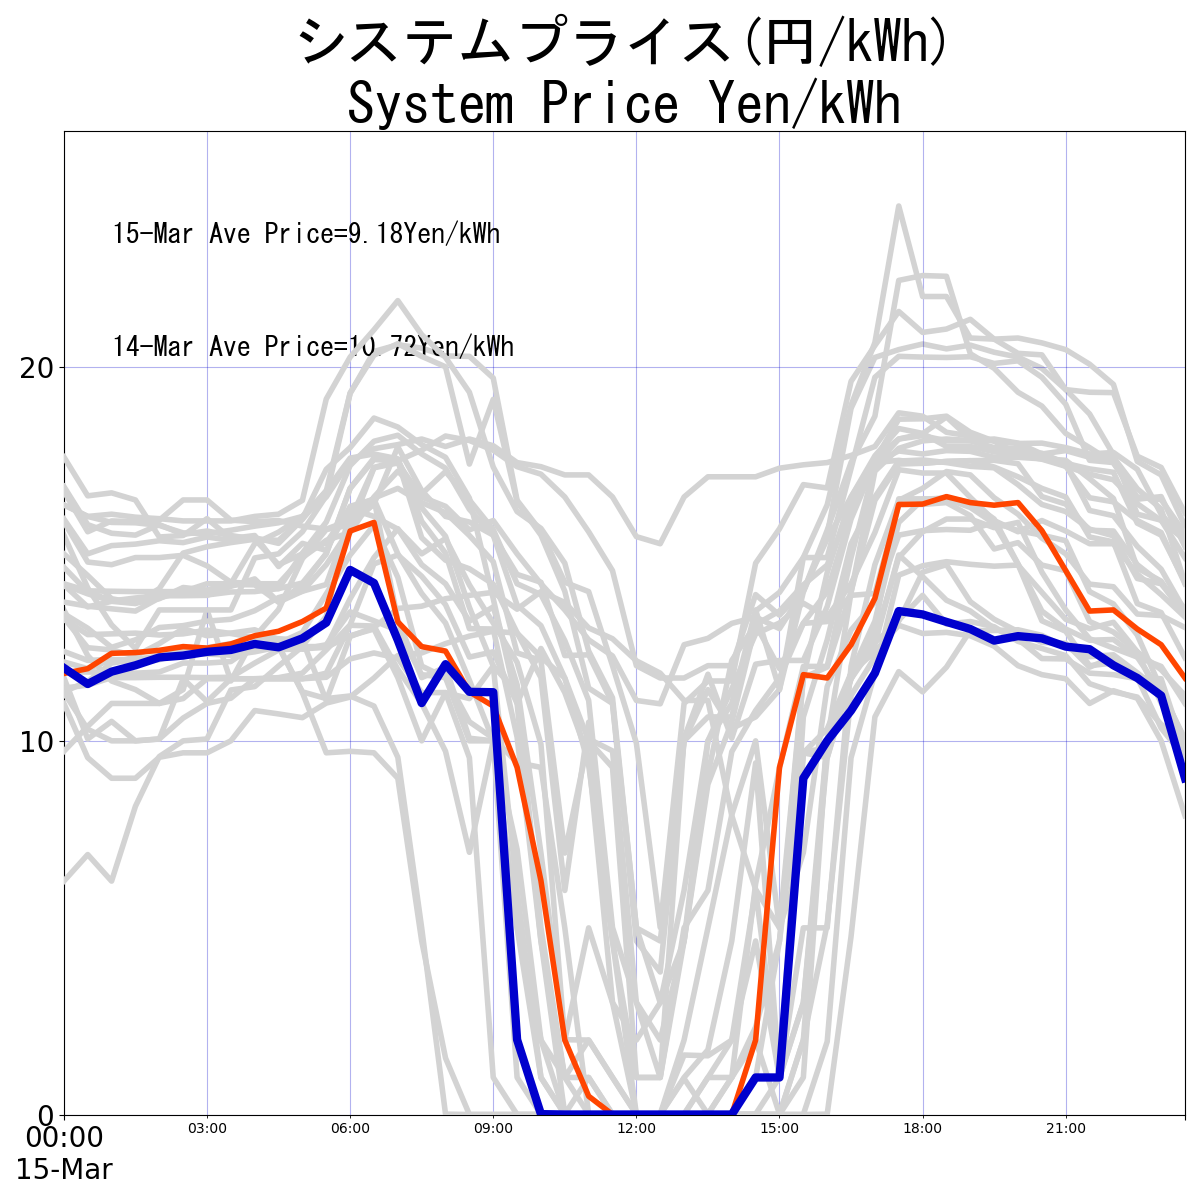 システムプライス(円/kWh)
System Price Yen/kWh
15-Mar Ave Price=9.18Yen/kWh
14-Mar Ave Price=10.72Yen/kWh
20
10
0
00:00 03:00 06:00 09:00 12:00 15:00 18:00 21:00
15-Mar